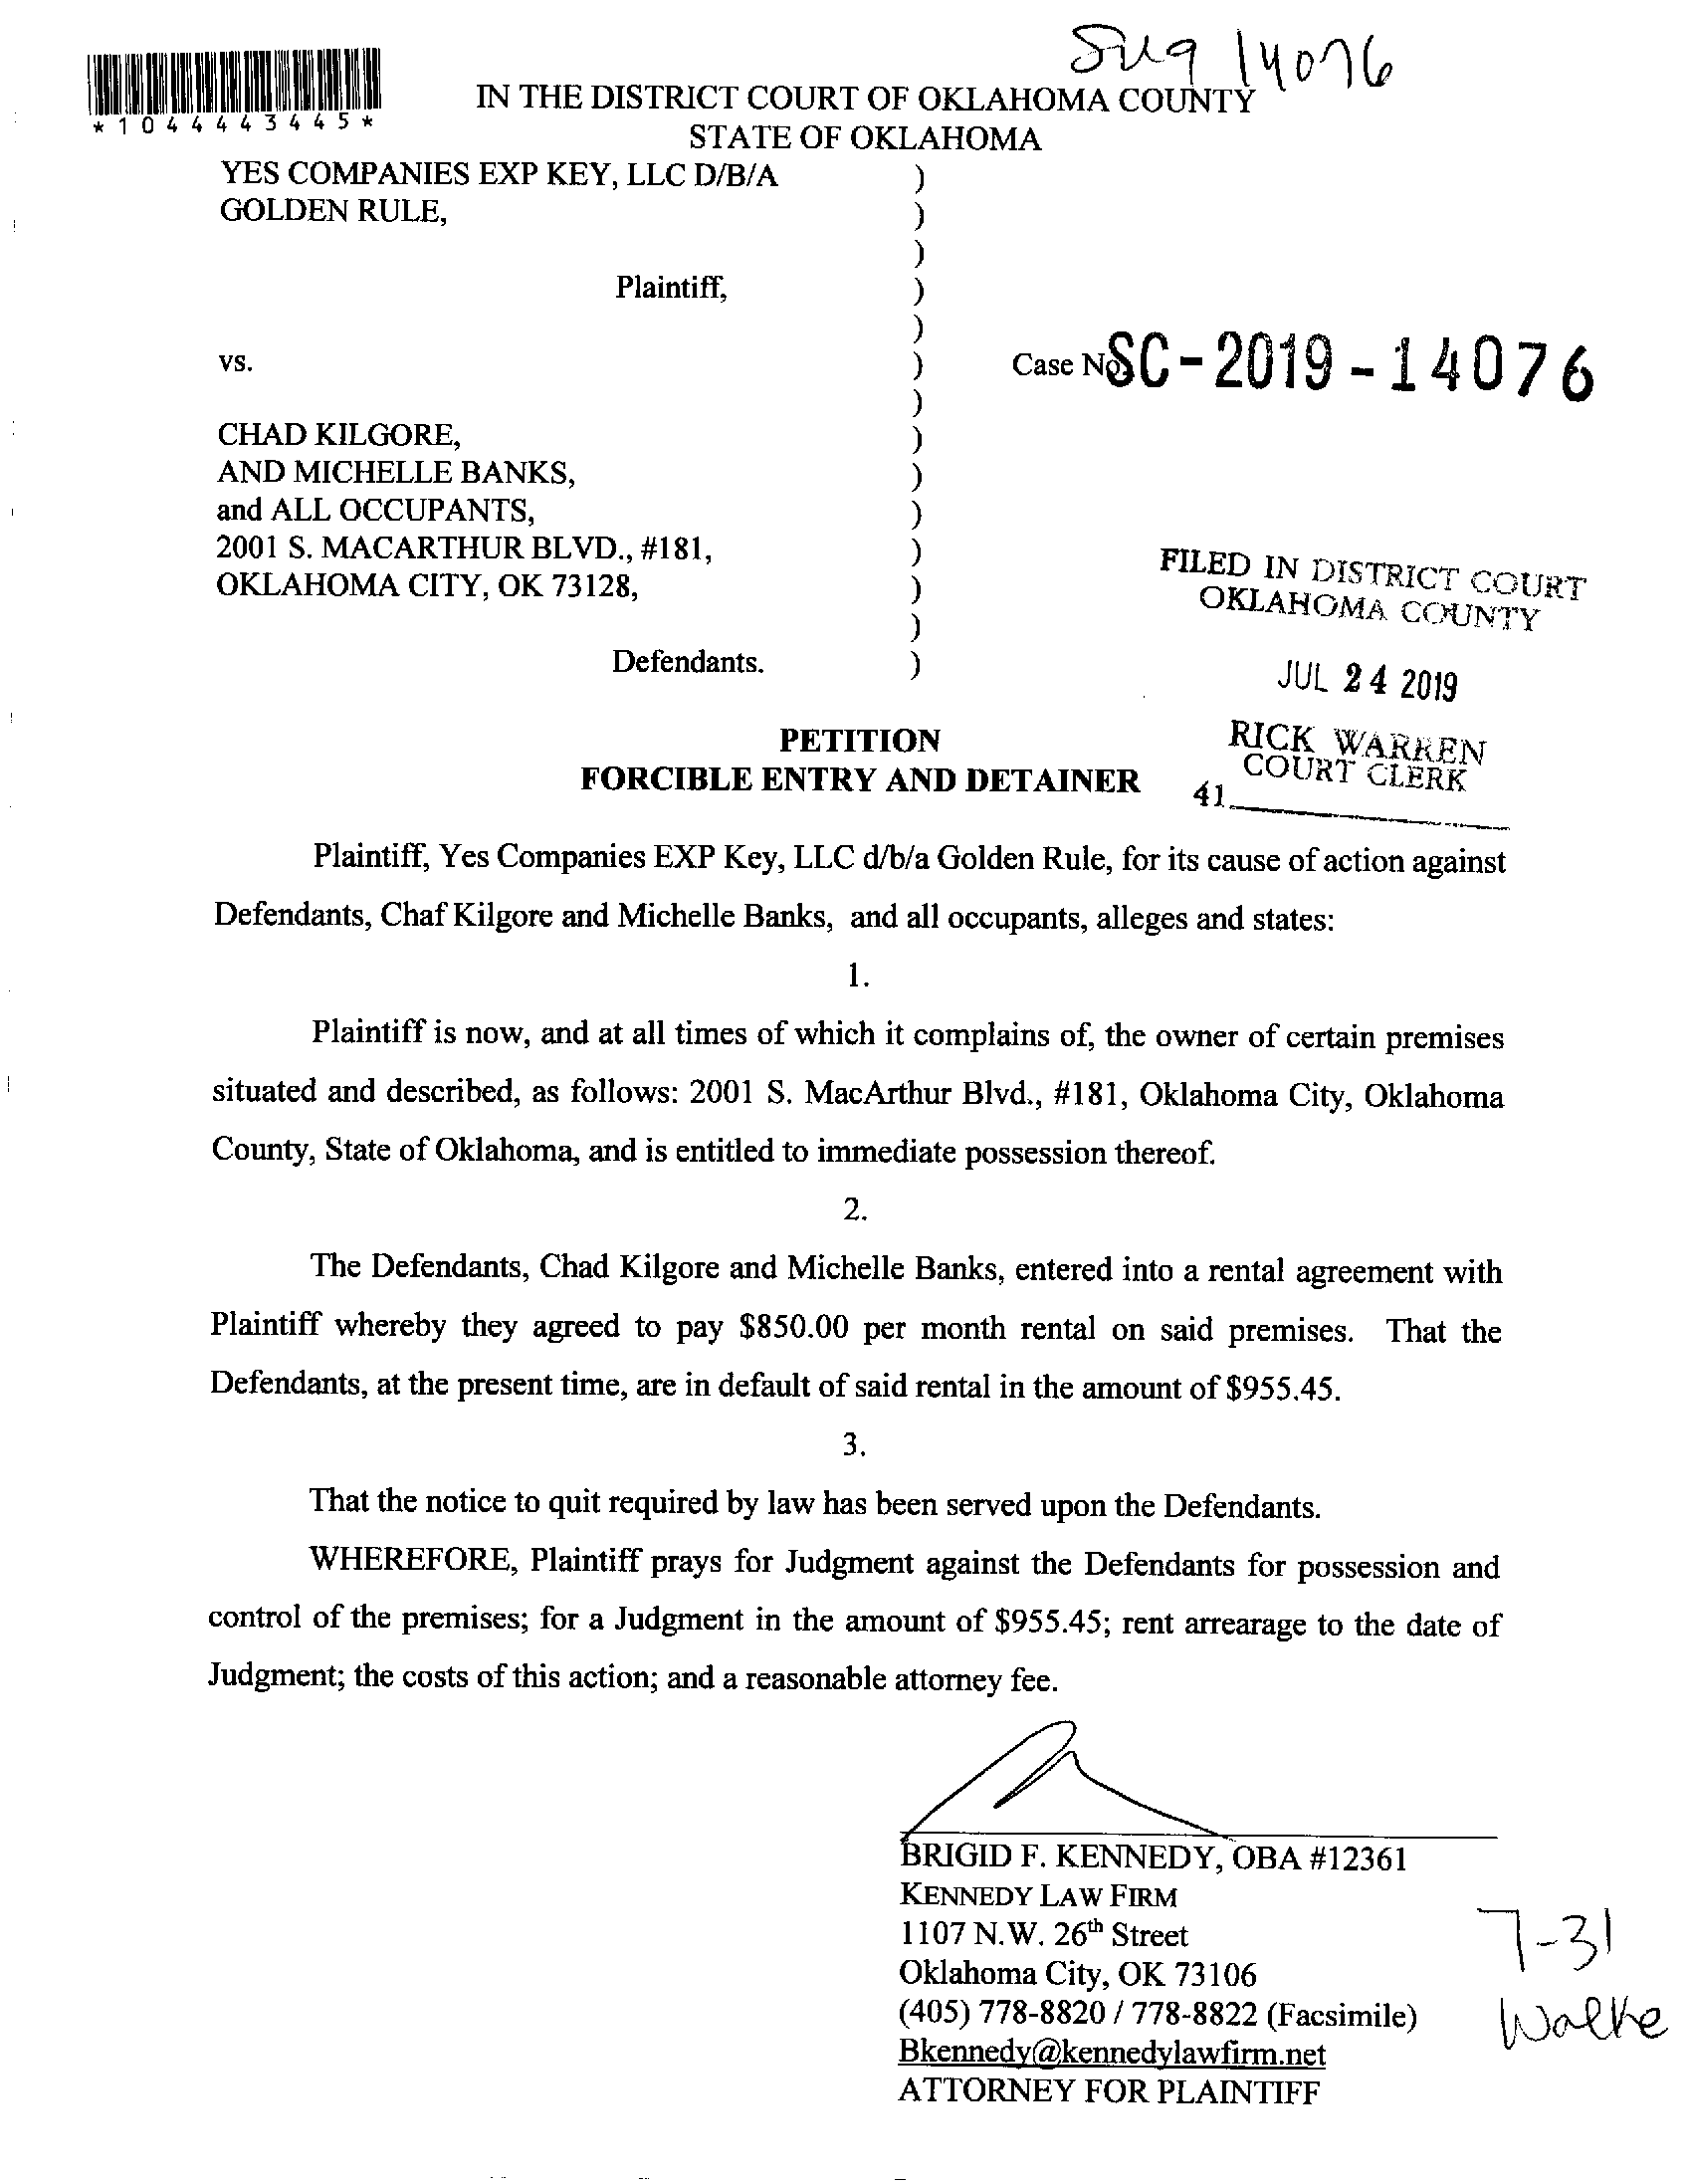 14076
IN THE DISTRICT COURT OF OKLAHOMA COUNTY
*1044443445*
STATE OF OKLAHOMA
YES COMPANIES EXP KEY, LLC D/B/A )
GOLDEN RULE, )
)
Plaintiff, )
)
vs. ) Case No. SC-2019-14076
)
CHAD KILGORE, )
AND MICHELLE BANKS, )
and ALL OCCUPANTS, )
2001 S. MACARTHUR BLVD., #181, )
OKLAHOMA CITY, OK 73128, )
)
Defendants. )
FILED IN DISTRICT COURT
OKLAHOMA COUNTY
JUL 24 2019
RICK WARREN
COURT CLERK
41
PETITION
FORCIBLE ENTRY AND DETAINER
Plaintiff, Yes Companies EXP Key, LLC d/b/a Golden Rule, for its cause of action against
Defendants, Chaf Kilgore and Michelle Banks, and all occupants, alleges and states:
1.
Plaintiff is now, and at all times of which it complains of, the owner of certain premises
situated and described, as follows: 2001 S. MacArthur Blvd., #181, Oklahoma City, Oklahoma
County, State of Oklahoma, and is entitled to immediate possession thereof.
2.
The Defendants, Chad Kilgore and Michelle Banks, entered into a rental agreement with
Plaintiff whereby they agreed to pay $850.00 per month rental on said premises. That the
Defendants, at the present time, are in default of said rental in the amount of $955.45.
3.
That the notice to quit required by law has been served upon the Defendants.
WHEREFORE, Plaintiff prays for Judgment against the Defendants for possession and
control of the premises; for a Judgment in the amount of $955.45; rent arrearage to the date of
Judgment; the costs of this action; and a reasonable attorney fee.
BRIGID F. KENNEDY, OBA #12361
KENNEDY LAW FIRM
1107 N.W. 26th Street
Oklahoma City, OK 73106
(405) 778-8820 / 778-8822 (Facsimile)
Bkennedy@kennedylawfirm.net
ATTORNEY FOR PLAINTIFF
7-31
Walke